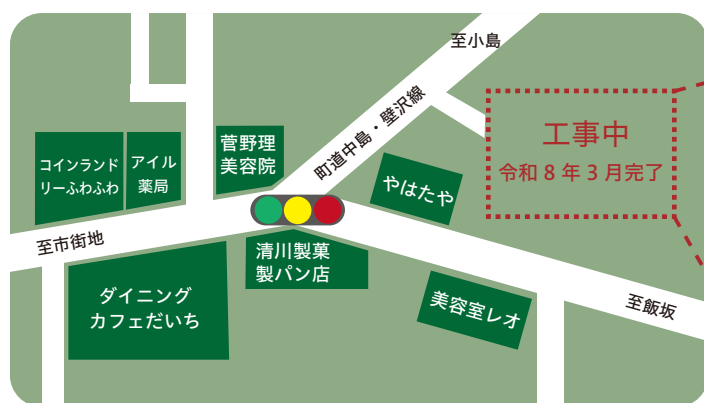 至小島
町道中島・壁沢線
工事中
令和8年3月完了
菅野理
美容院
コインランド
リーふわふわ
アイル
薬局
やはたや
至市街地
清川製菓
製パン店
ダイニング
カフェだいち
美容室レオ
至飯坂